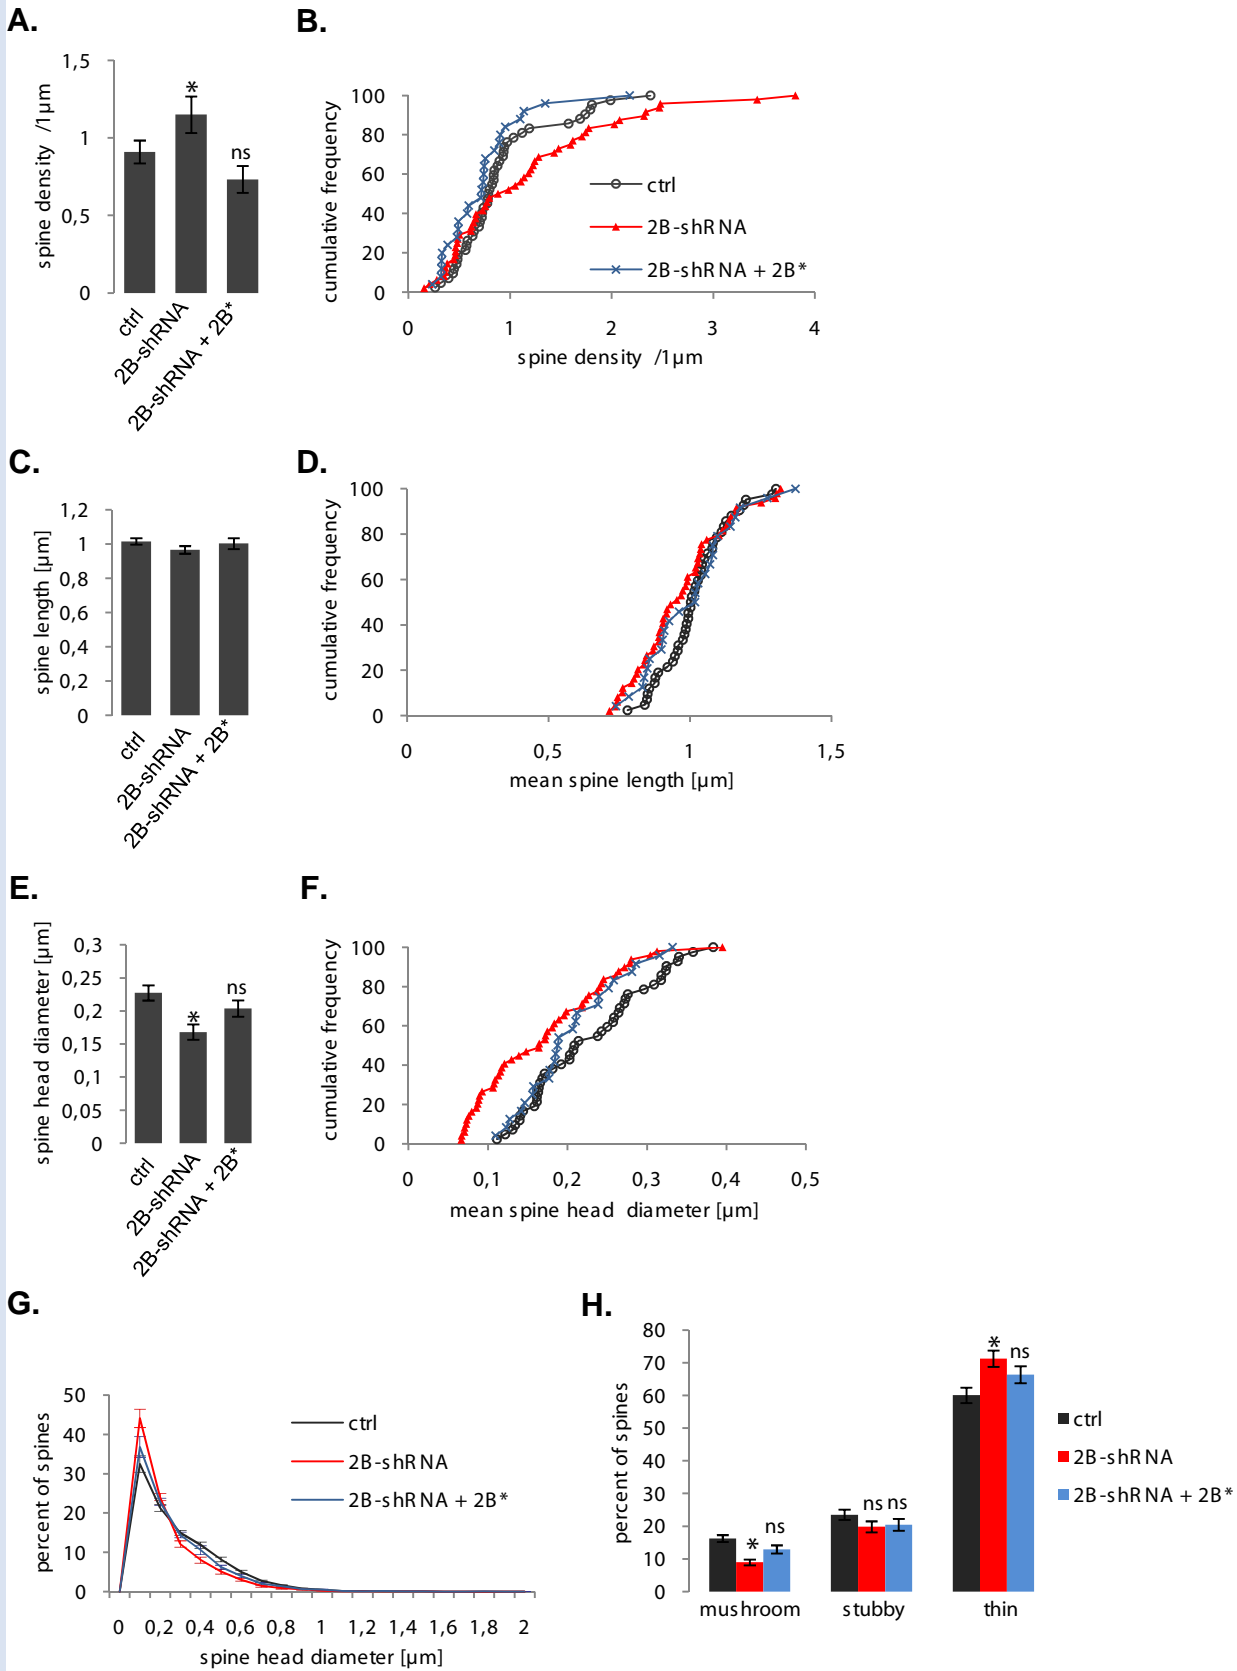 A.
spine density /1µm
1,5
1
0,5
0
*
ns
ctrl
2B-shRNA
2B-shRNA + 2B*
B.
cumulative frequency
100
80
60
40
20
0
ctrl
2B-shRNA
2B-shRNA + 2B*
0 1 2 3 4
spine density /1µm
C.
spine length [µm]
1,2
1
0,8
0,6
0,4
0,2
0
ctrl
2B-shRNA
2B-shRNA + 2B*
D.
cumulative frequency
100
80
60
40
20
0
0 0,5 1 1,5
mean spine length [µm]
E.
spine head diameter [µm]
0,3
0,25
0,2
0,15
0,1
0,05
0
*
ns
ctrl
2B-shRNA
2B-shRNA + 2B*
F.
cumulative frequency
100
80
60
40
20
0
0 0,1 0,2 0,3 0,4 0,5
mean spine head diameter [µm]
G.
percent of spines
50
40
30
20
10
0
ctrl
2B-shRNA
2B-shRNA + 2B*
0 0,2 0,4 0,6 0,8 1 1,2 1,4 1,6 1,8 2
spine head diameter [µm]
H.
percent of spines
80
70
60
50
40
30
20
10
0
* ns
ns ns
* ns
mushroom stubby thin
ctrl
2B-shRNA
2B-shRNA + 2B*